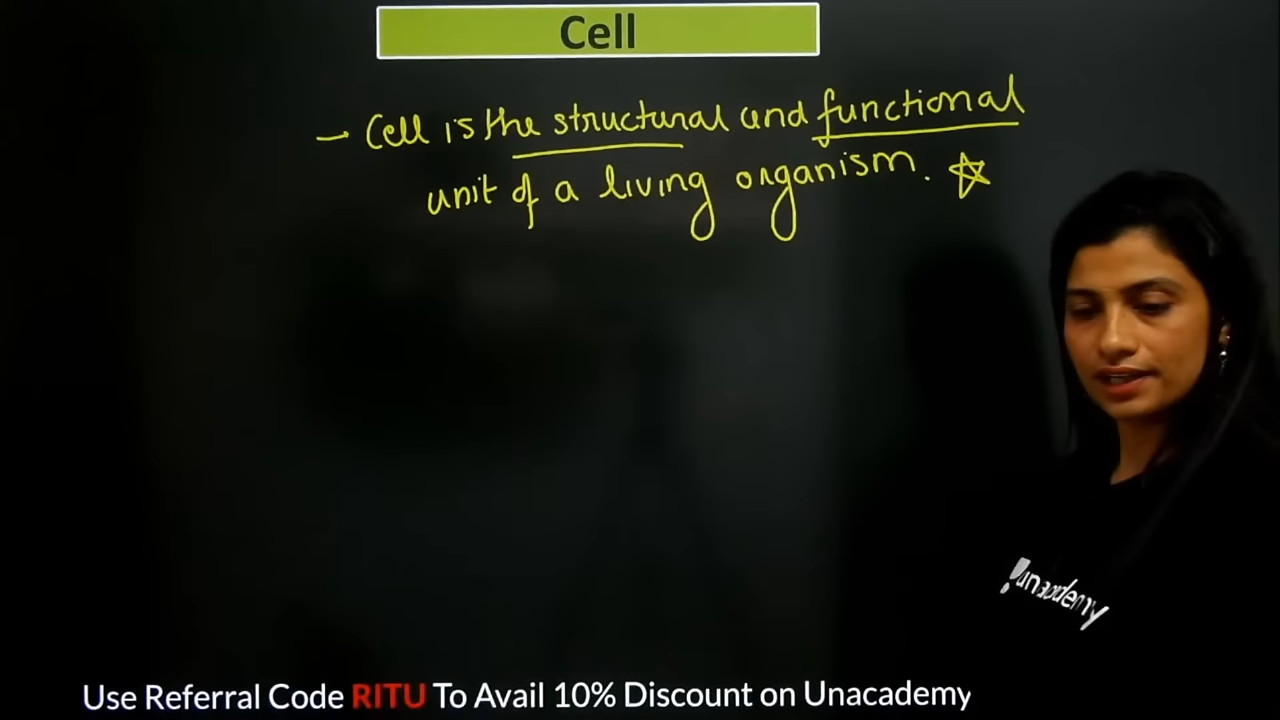 Cell
→ Cell is the structural and functional
unit of a living organism. ☆
unacademy
Use Referral Code RITU To Avail 10% Discount on Unacademy